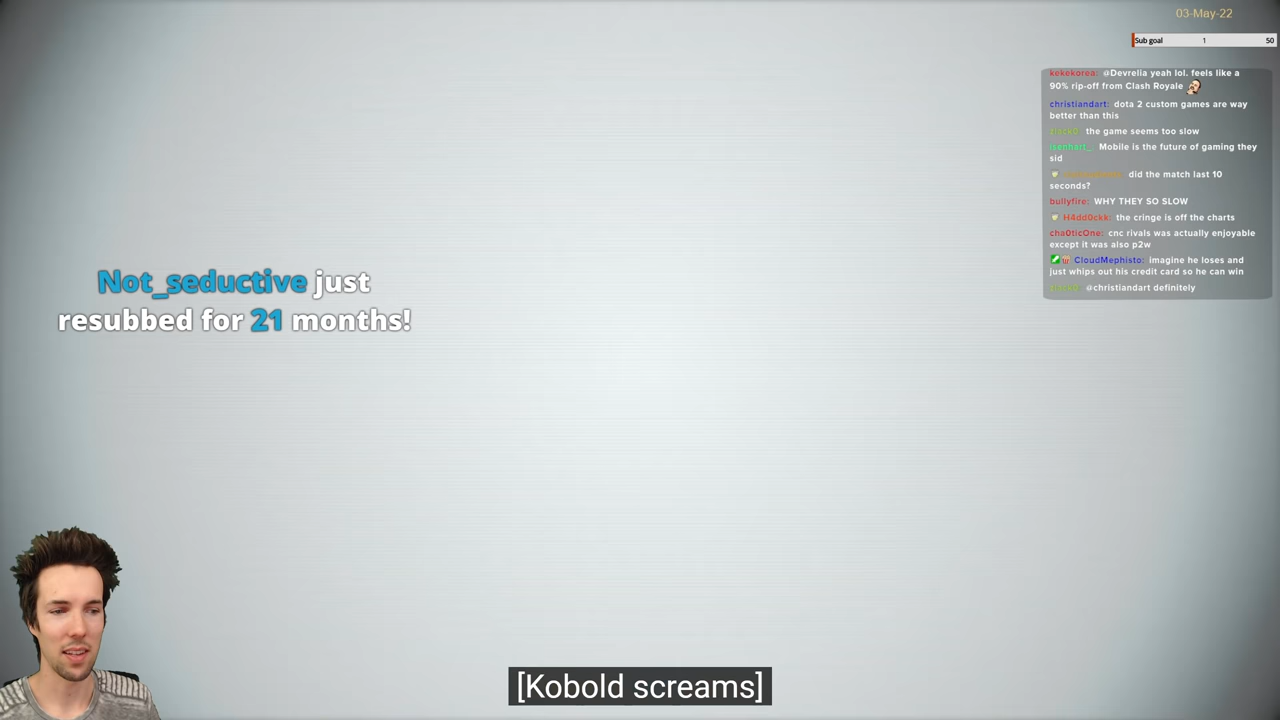 03-May-22
Sub goal 1 50
kekekorea: @Devrelia yeah lol. feels like a
90% rip-off from Clash Royale
christiandart: dota 2 custom games are way
better than this
the game seems too slow
isenhart_: Mobile is the future of gaming they
sid
did the match last 10
seconds?
bullyfire: WHY THEY SO SLOW
H4dd0ckk: the cringe is off the charts
cha0ticOne: cnc rivals was actually enjoyable
except it was also p2w
CloudMephisto: imagine he loses and
just whips out his credit card so he can win
@christiandart definitely
Not_seductive just
resubbed for 21 months!
[Kobold screams]